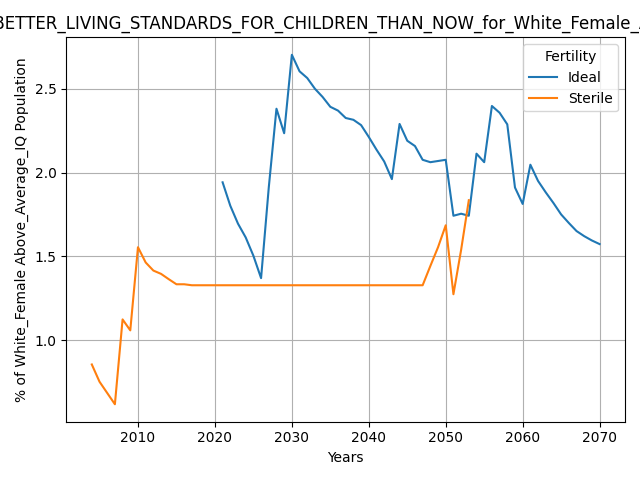 BETTER_LIVING_STANDARDS_FOR_CHILDREN_THAN_NOW_for_White_Female_
Fertility
Ideal
Sterile
% of White_Female Above_Average_IQ Population
2.5
2.0
1.5
1.0
2010 2020 2030 2040 2050 2060 2070
Years